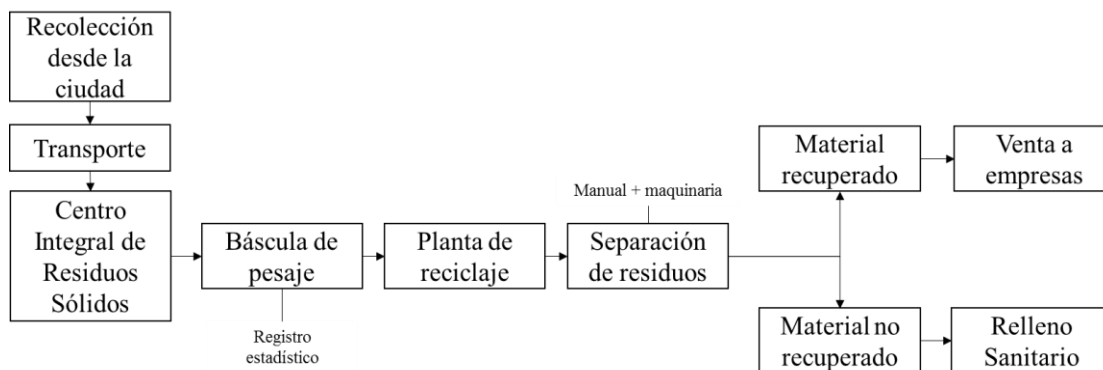 Recolección
desde la
ciudad
Transporte
Centro
Integral de
Residuos
Sólidos
Báscula de
pesaje
Registro
estadístico
Planta de
reciclaje
Manual + maquinaria
Separación
de residuos
Material
recuperado
Venta a
empresas
Material no
recuperado
Relleno
Sanitario